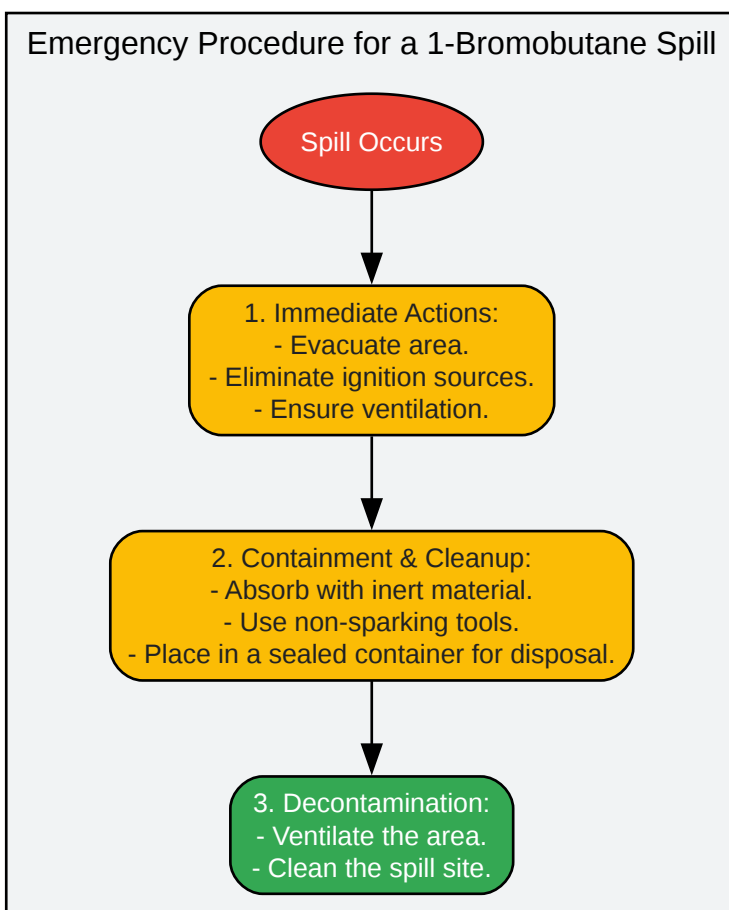 Emergency Procedure for a 1-Bromobutane Spill
Spill Occurs
1. Immediate Actions:
- Evacuate area.
- Eliminate ignition sources.
- Ensure ventilation.
2. Containment & Cleanup:
- Absorb with inert material.
- Use non-sparking tools.
- Place in a sealed container for disposal.
3. Decontamination:
- Ventilate the area.
- Clean the spill site.